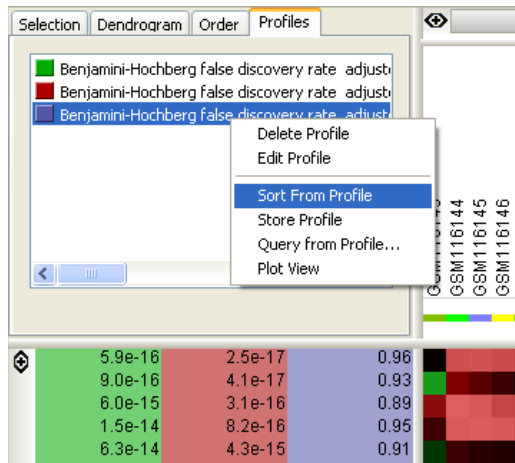 Selection Dendrogram Order Profiles
Benjamini-Hochberg false discovery rate adjust
Benjamini-Hochberg false discovery rate adjust
Benjamini-Hochberg false discovery rate adjust
Delete Profile
Edit Profile
Sort From Profile
Store Profile
Query from Profile...
Plot View
GSM116144
GSM116145
GSM116146
5.9e-16 2.5e-17 0.96
9.0e-16 4.1e-17 0.93
6.0e-15 3.1e-16 0.89
1.5e-14 8.2e-16 0.95
6.3e-14 4.3e-15 0.91